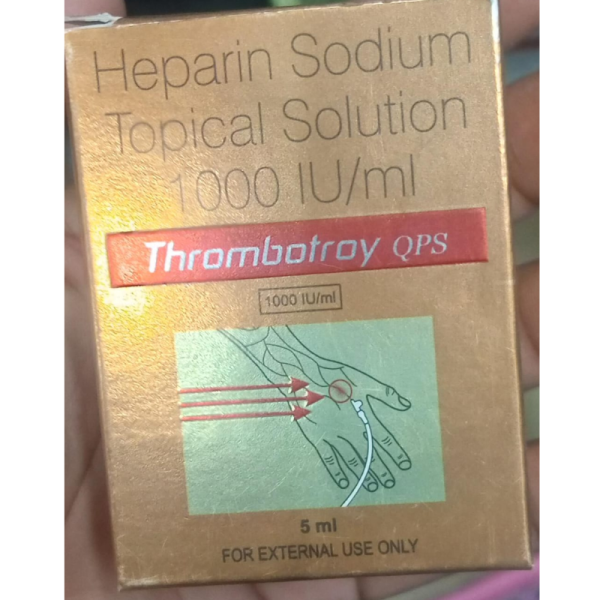 Heparin Sodium
Topical Solution
1000 IU/ml
Thrombotroy QPS
1000 IU/ml
5 ml
FOR EXTERNAL USE ONLY